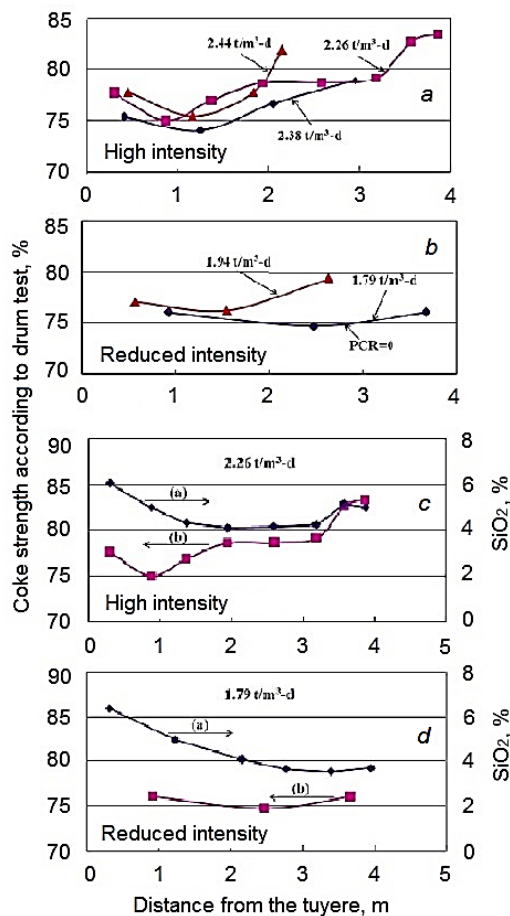 Coke strength according to drum test, %
85
80
75
70
2.44 t/m³-d
2.26 t/m³-d
a
2.38 t/m³-d
High intensity
0 1 2 3 4
85
80
75
70
b
1.94 t/m³-d
1.79 t/m³-d
PCR=0
Reduced intensity
0 1 2 3 4
90
85
80
75
70
2.26 t/m³-d
(a)
c
(b)
High intensity
8
6
4
2
0
SiO₂, %
0 1 2 3 4 5
90
85
80
75
70
1.79 t/m³-d
(a)
d
(b)
Reduced intensity
8
6
4
2
0
SiO₂, %
0 1 2 3 4 5
Distance from the tuyere, m